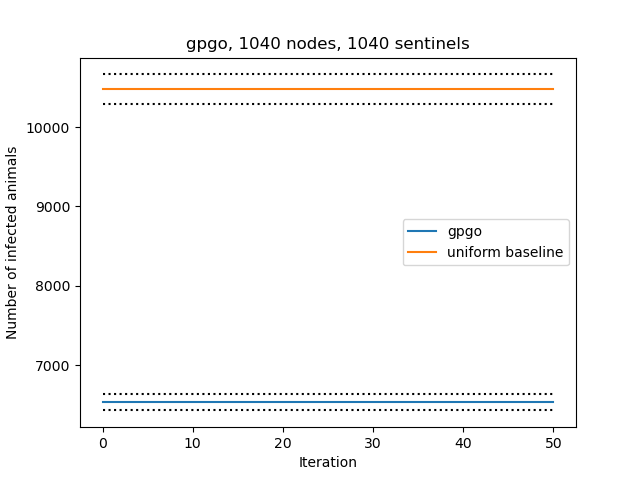 gpgo, 1040 nodes, 1040 sentinels
Number of infected animals
10000
9000
8000
7000
gpgo
uniform baseline
0 10 20 30 40 50
Iteration